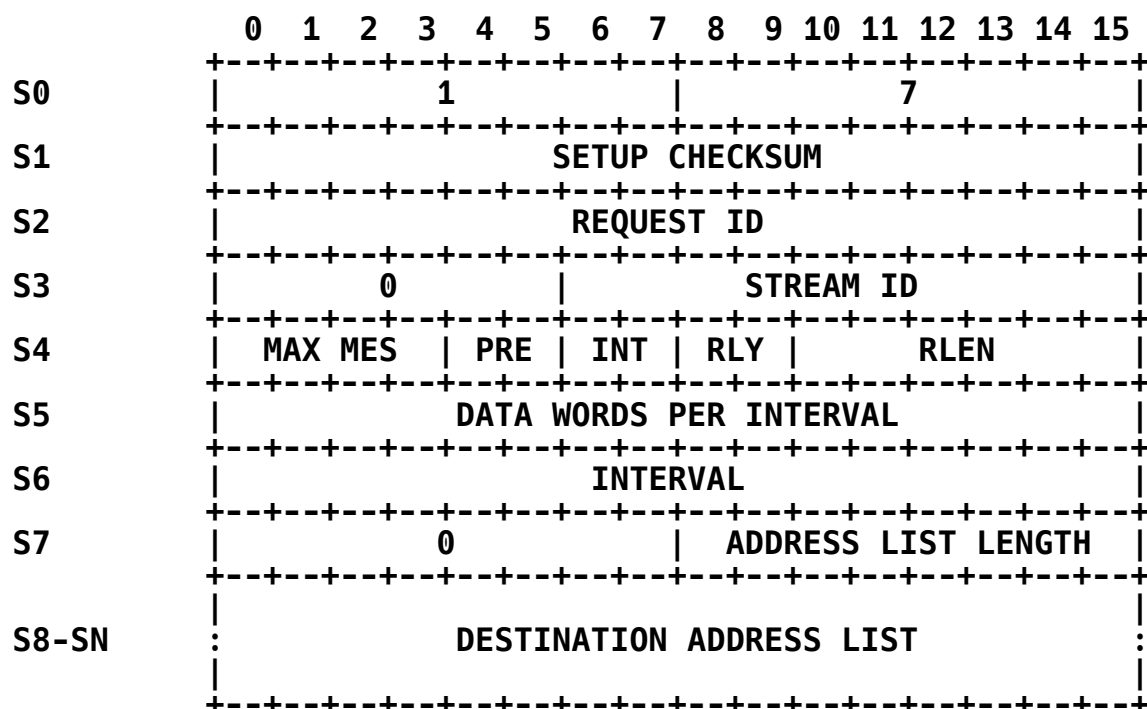 0  1  2  3  4  5  6  7  8  9 10 11 12 13 14 15
              +--+--+--+--+--+--+--+--+--+--+--+--+--+--+--+--+
S0            |           1           |           7           |
              +--+--+--+--+--+--+--+--+--+--+--+--+--+--+--+--+
S1            |                 SETUP CHECKSUM                |
              +--+--+--+--+--+--+--+--+--+--+--+--+--+--+--+--+
S2            |                  REQUEST ID                   |
              +--+--+--+--+--+--+--+--+--+--+--+--+--+--+--+--+
S3            |        0        |         STREAM ID           |
              +--+--+--+--+--+--+--+--+--+--+--+--+--+--+--+--+
S4            |  MAX MES  | PRE | INT | RLY |      RLEN       |
              +--+--+--+--+--+--+--+--+--+--+--+--+--+--+--+--+
S5            |            DATA WORDS PER INTERVAL            |
              +--+--+--+--+--+--+--+--+--+--+--+--+--+--+--+--+
S6            |                   INTERVAL                    |
              +--+--+--+--+--+--+--+--+--+--+--+--+--+--+--+--+
S7            |           0           |  ADDRESS LIST LENGTH  |
              +--+--+--+--+--+--+--+--+--+--+--+--+--+--+--+--+
              |                                               |
S8-SN         :            DESTINATION ADDRESS LIST           :
              |                                               |
              +--+--+--+--+--+--+--+--+--+--+--+--+--+--+--+--+